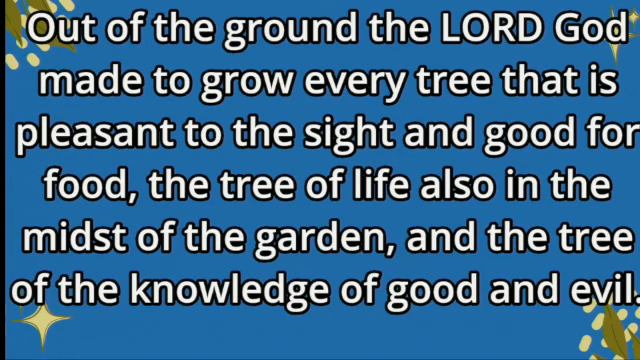 Out of the ground the LORD God
made to grow every tree that is
pleasant to the sight and good for
food, the tree of life also in the
midst of the garden, and the tree
of the knowledge of good and evil.